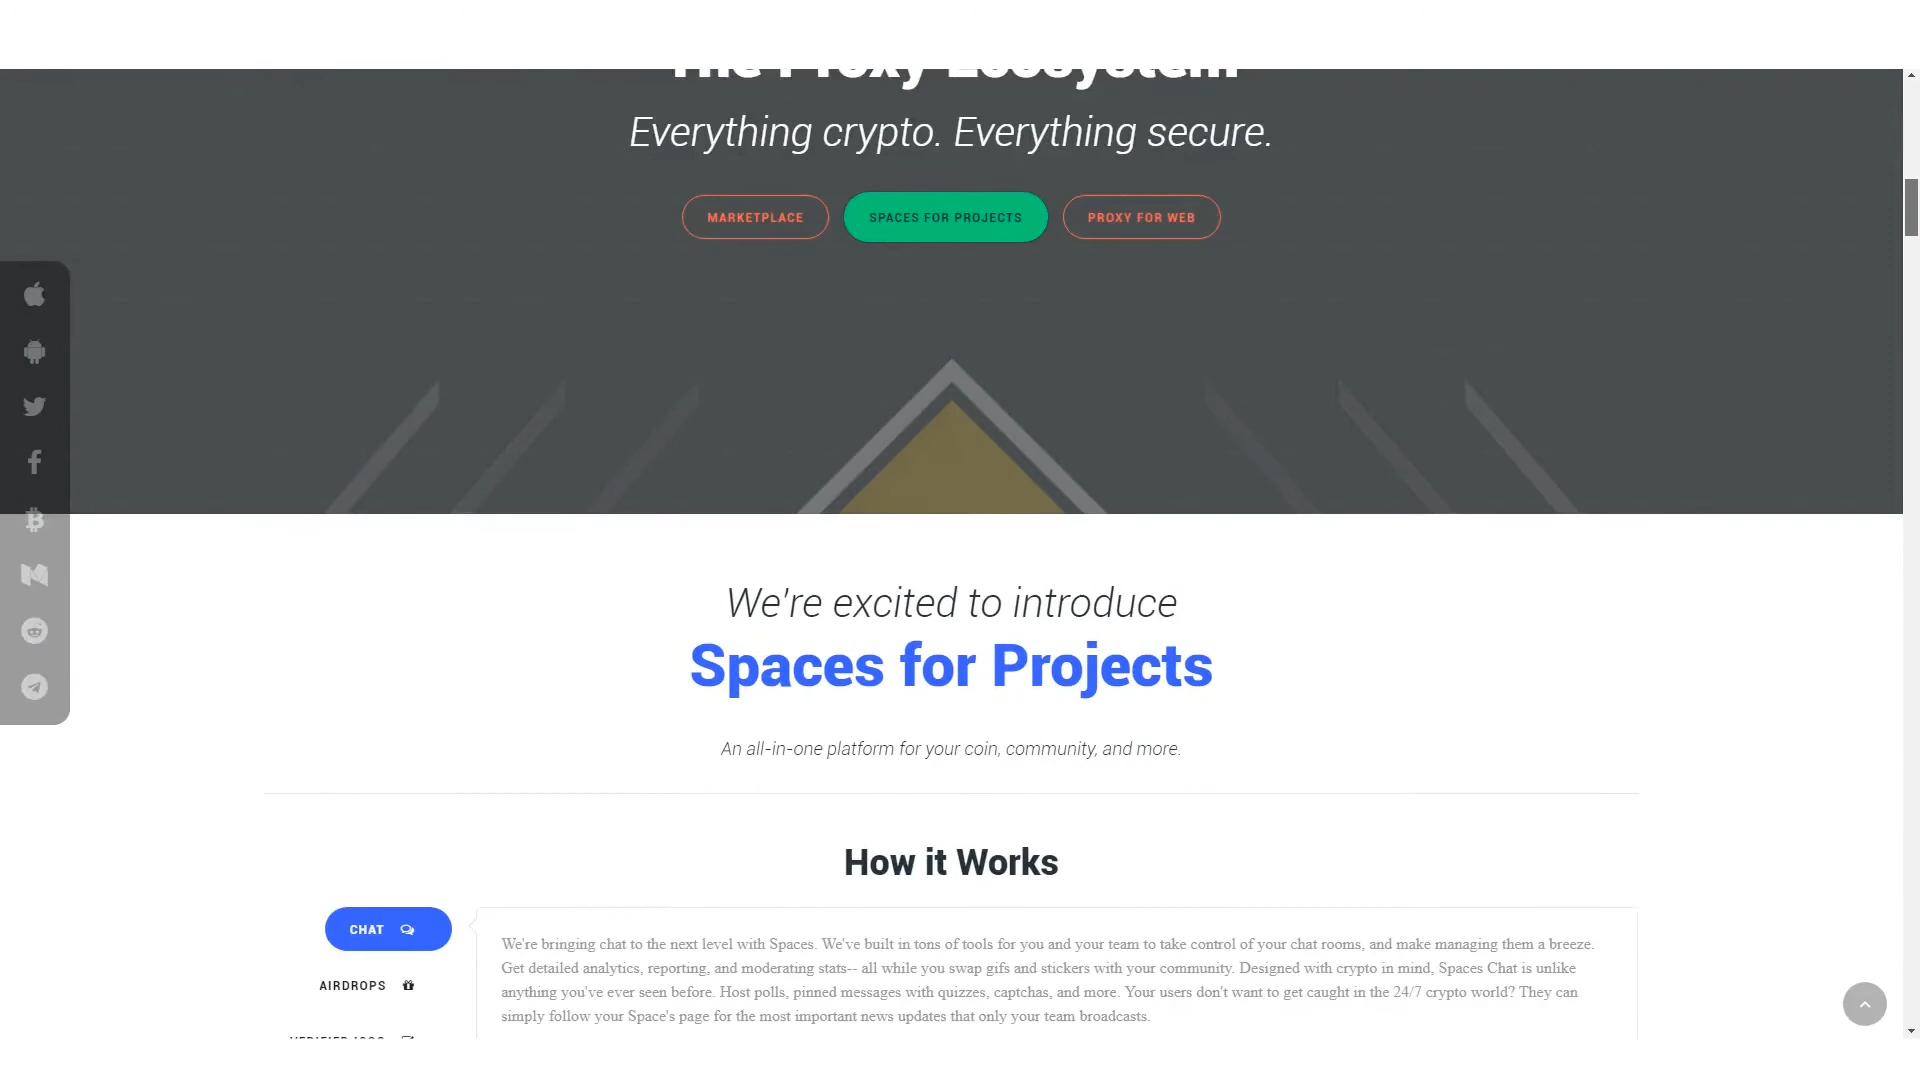 The Proxy Ecosystem
Everything crypto. Everything secure.
MARKETPLACE
SPACES FOR PROJECTS
PROXY FOR WEB
We're excited to introduce
Spaces for Projects
An all-in-one platform for your coin, community, and more.
How it Works
CHAT
We're bringing chat to the next level with Spaces. We've built in tons of tools for you and your team to take control of your chat rooms, and make managing them a breeze.
Get detailed analytics, reporting, and moderating stats-- all while you swap gifs and stickers with your community. Designed with crypto in mind, Spaces Chat is unlike
anything you've ever seen before. Host polls, pinned messages with quizzes, captchas, and more. Your users don't want to get caught in the 24/7 crypto world? They can
simply follow your Space's page for the most important news updates that only your team broadcasts.
AIRDROPS